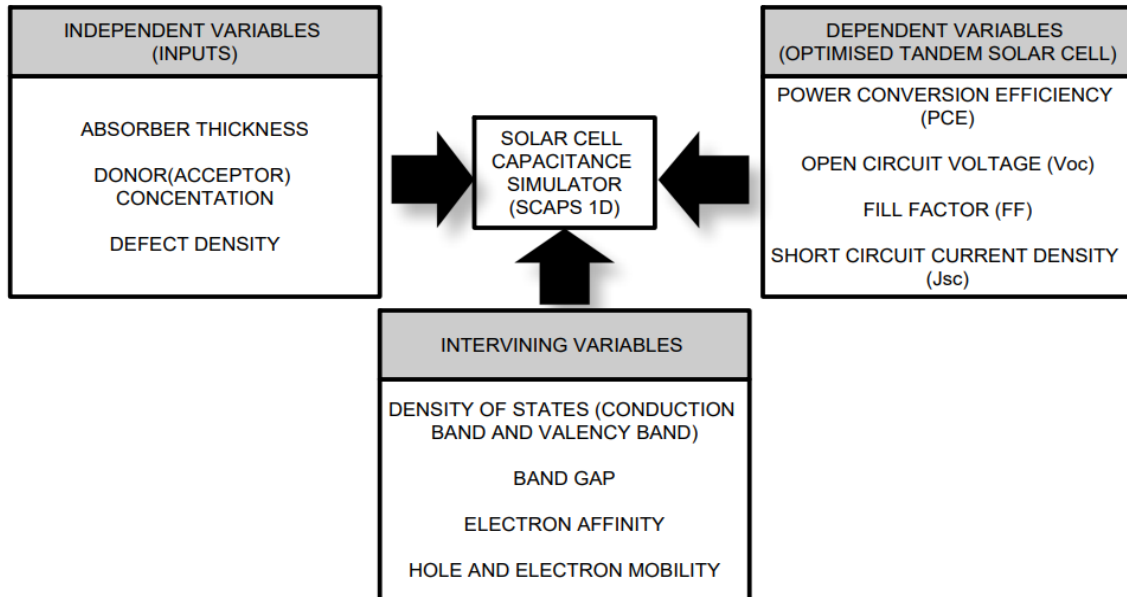 INDEPENDENT VARIABLES
(INPUTS)
ABSORBER THICKNESS
DONOR(ACCEPTOR)
CONCENTATION
DEFECT DENSITY
SOLAR CELL
CAPACITANCE
SIMULATOR
(SCAPS 1D)
DEPENDENT VARIABLES
(OPTIMISED TANDEM SOLAR CELL)
POWER CONVERSION EFFICIENCY
(PCE)
OPEN CIRCUIT VOLTAGE (Voc)
FILL FACTOR (FF)
SHORT CIRCUIT CURRENT DENSITY
(Jsc)
INTERVINING VARIABLES
DENSITY OF STATES (CONDUCTION
BAND AND VALENCY BAND)
BAND GAP
ELECTRON AFFINITY
HOLE AND ELECTRON MOBILITY